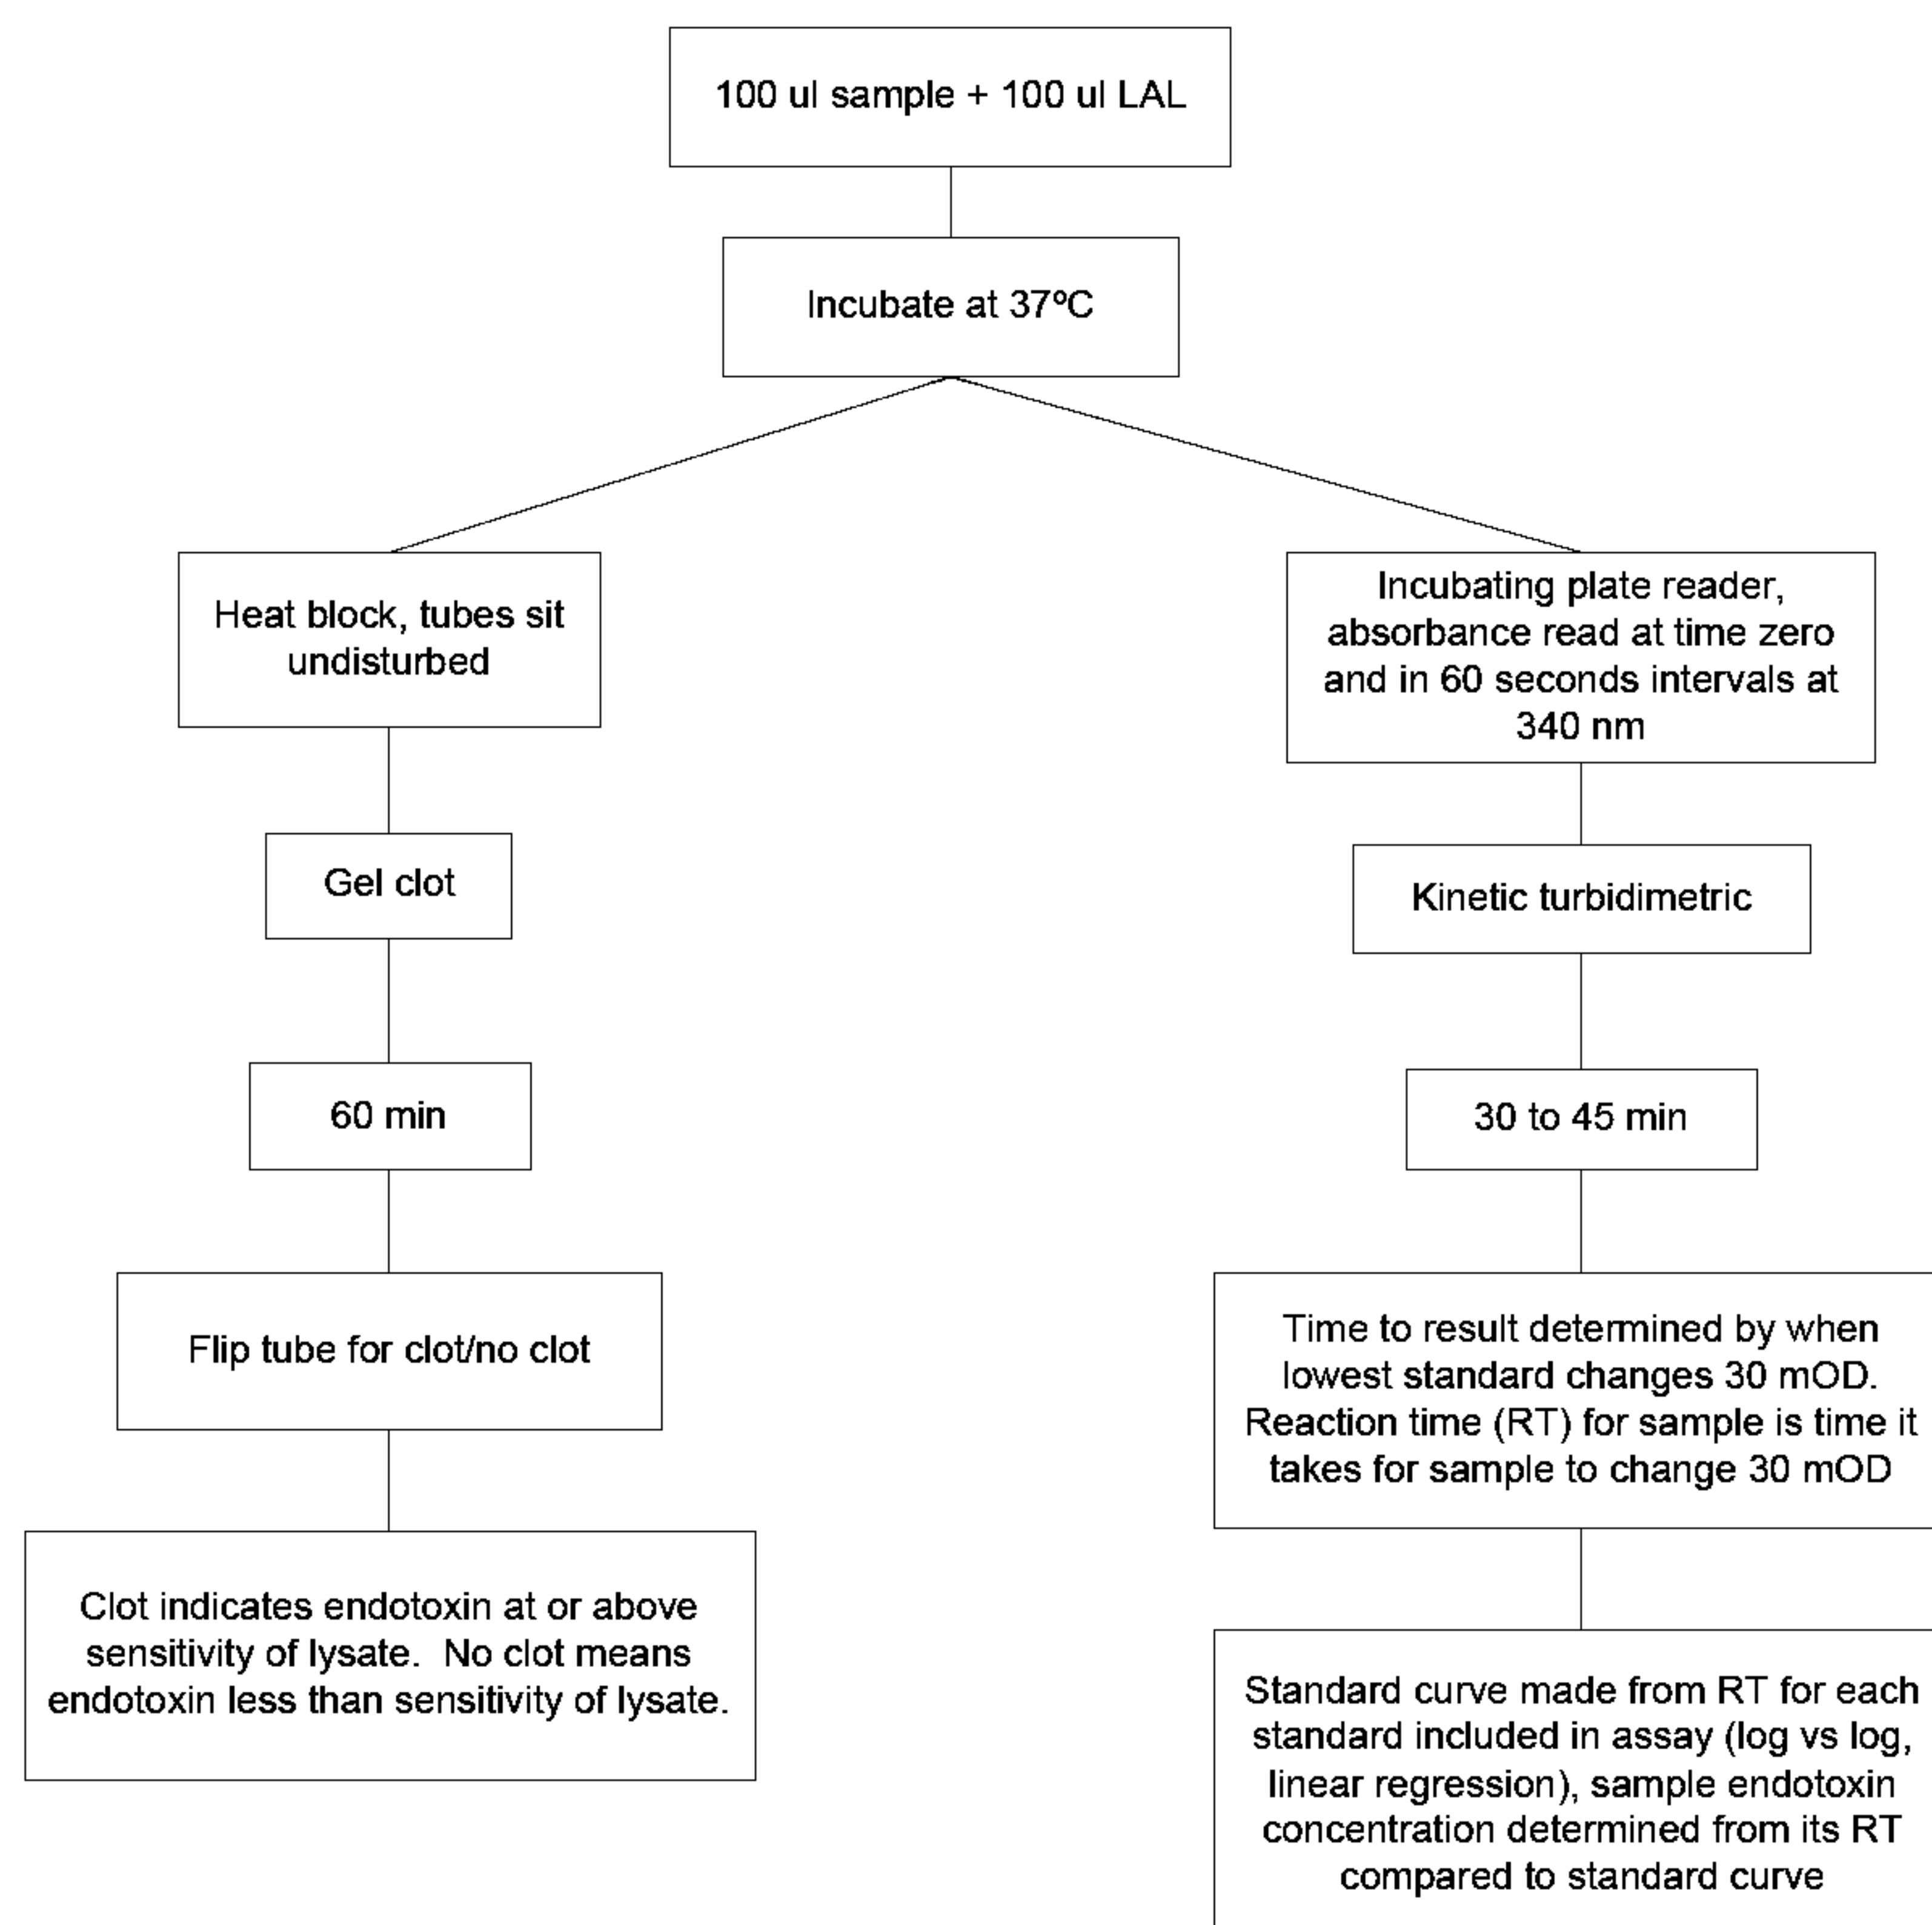 100 ul sample + 100 ul LAL
Incubate at 37ºC
Heat block, tubes sit
undisturbed
Gel clot
60 min
Flip tube for clot/no clot
Clot indicates endotoxin at or above
sensitivity of lysate.  No clot means
endotoxin less than sensitivity of lysate.
Incubating plate reader,
absorbance read at time zero
and in 60 seconds intervals at
340 nm
Kinetic turbidimetric
30 to 45 min
Time to result determined by when
lowest standard changes 30 mOD.
Reaction time (RT) for sample is time it
takes for sample to change 30 mOD
Standard curve made from RT for each
standard included in assay (log vs log,
linear regression), sample endotoxin
concentration determined from its RT
compared to standard curve